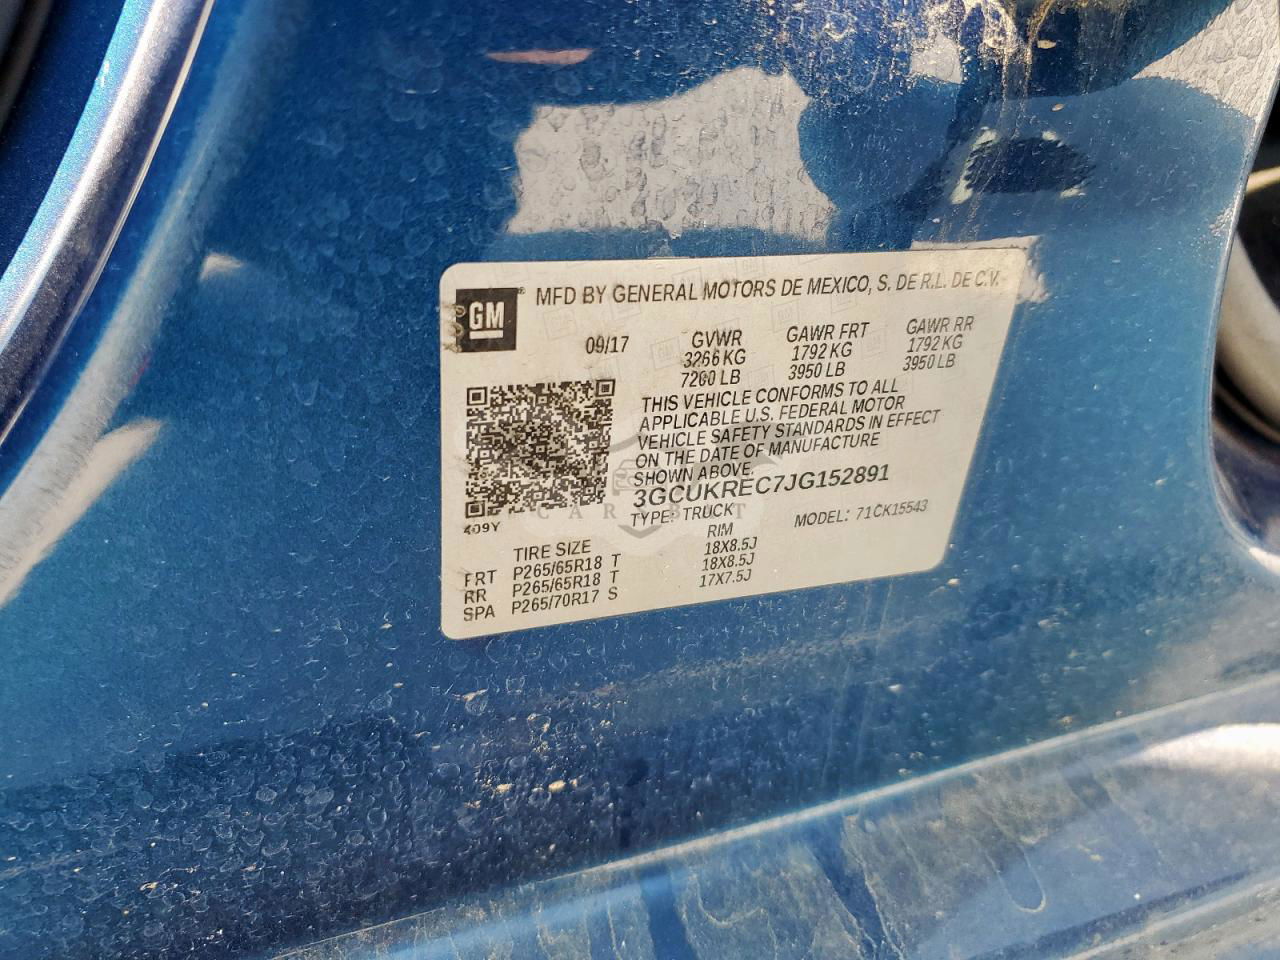 GM
MFD BY GENERAL MOTORS DE MEXICO, S. DE R.L. DE C.V.
09/17 GVWR GAWR FRT GAWR RR
3266 KG 1792 KG 1792 KG
7200 LB 3950 LB 3950 LB
THIS VEHICLE CONFORMS TO ALL
APPLICABLE U.S. FEDERAL MOTOR
VEHICLE SAFETY STANDARDS IN EFFECT
ON THE DATE OF MANUFACTURE
SHOWN ABOVE.
3GCUKREC7JG152891
TYPE: TRUCK MODEL: 71CK15543
409Y
TIRE SIZE RIM
FRT P265/65R18 T 18X8.5J
RR P265/65R18 T 18X8.5J
SPA P265/70R17 S 17X7.5J